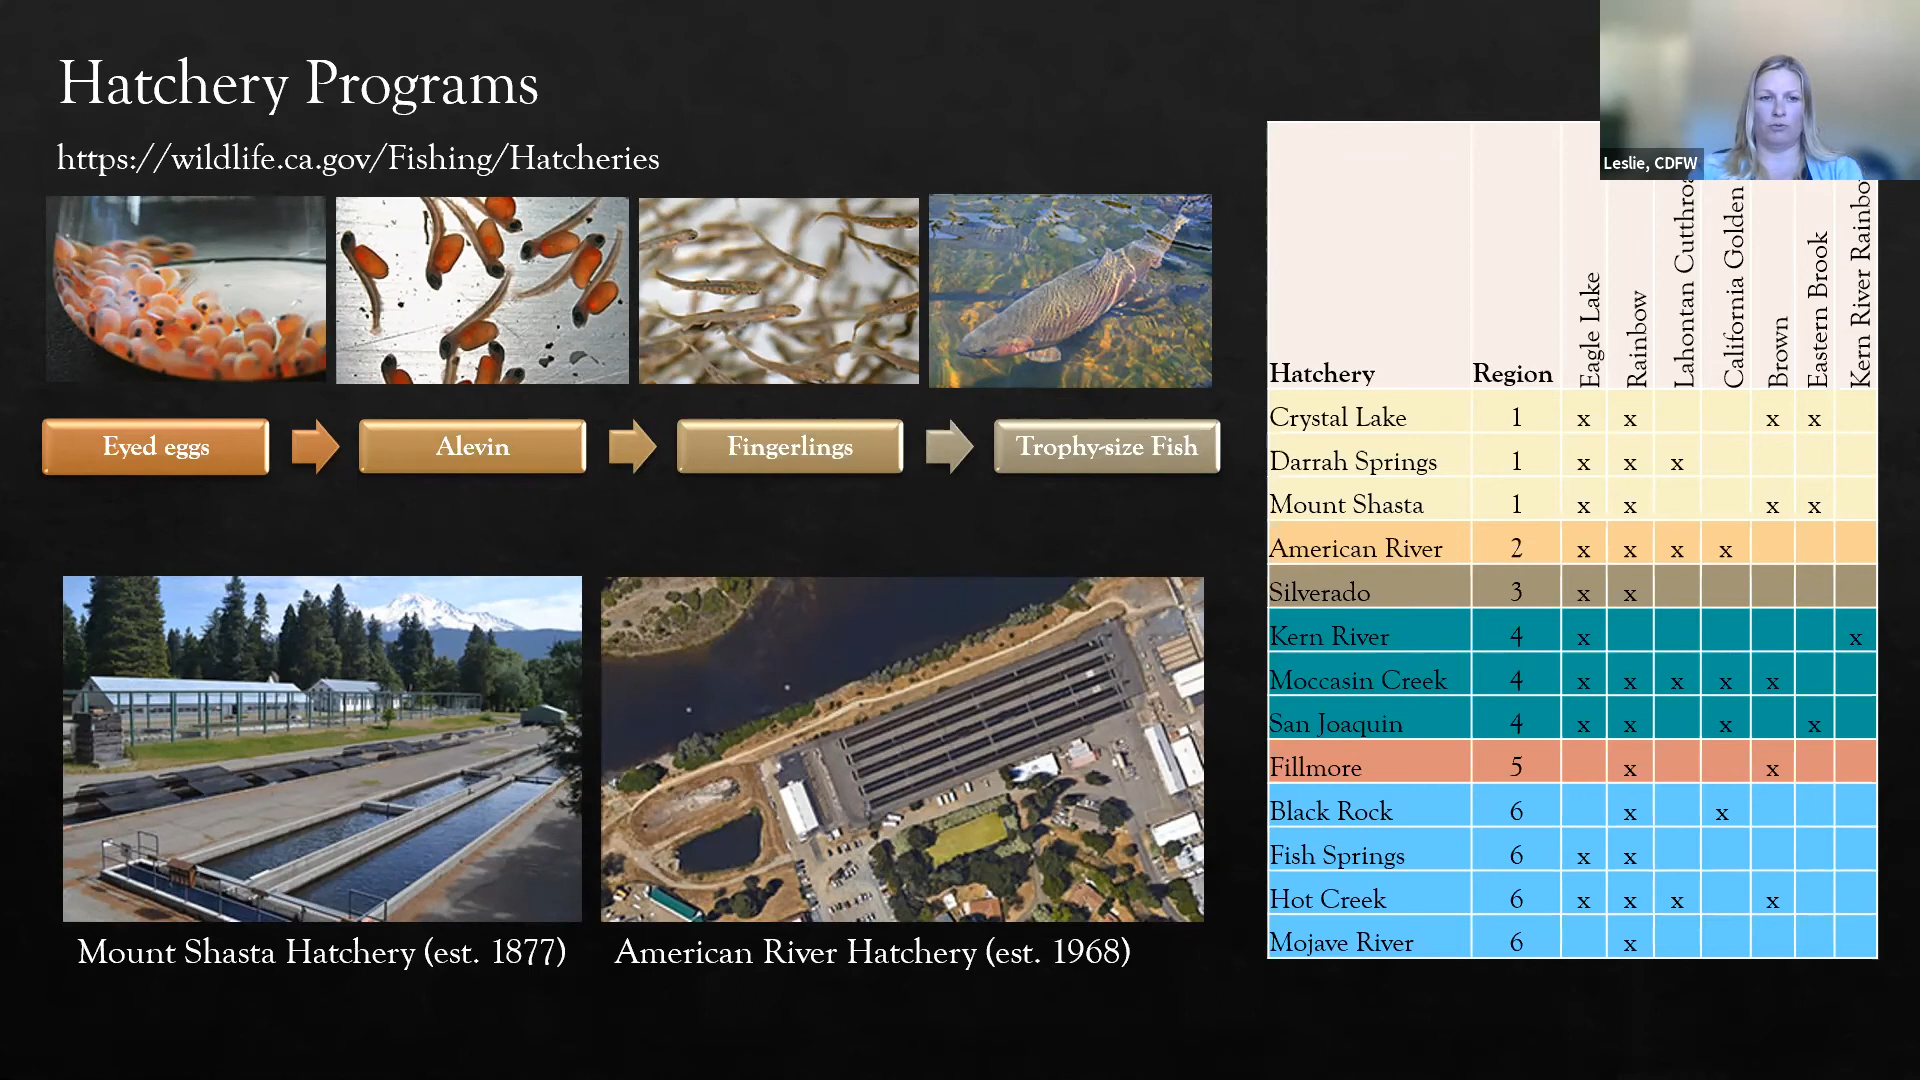 Hatchery Programs
https://wildlife.ca.gov/Fishing/Hatcheries
Leslie, CDFW
Eyed eggs
Alevin
Fingerlings
Trophy-size Fish
Mount Shasta Hatchery (est. 1877)
American River Hatchery (est. 1968)
Hatchery Region Eagle Lake Rainbow Lahontan California Golden Brown Eastern Brook Kern River
Crystal Lake 1 x x x x
Darrah Springs 1 x x x
Mount Shasta 1 x x x x
American River 2 x x x x
Silverado 3 x x
Kern River 4 x x
Moccasin Creek 4 x x x x x
San Joaquin 4 x x x x
Fillmore 5 x x
Black Rock 6 x x
Fish Springs 6 x x
Hot Creek 6 x x x x
Mojave River 6 x